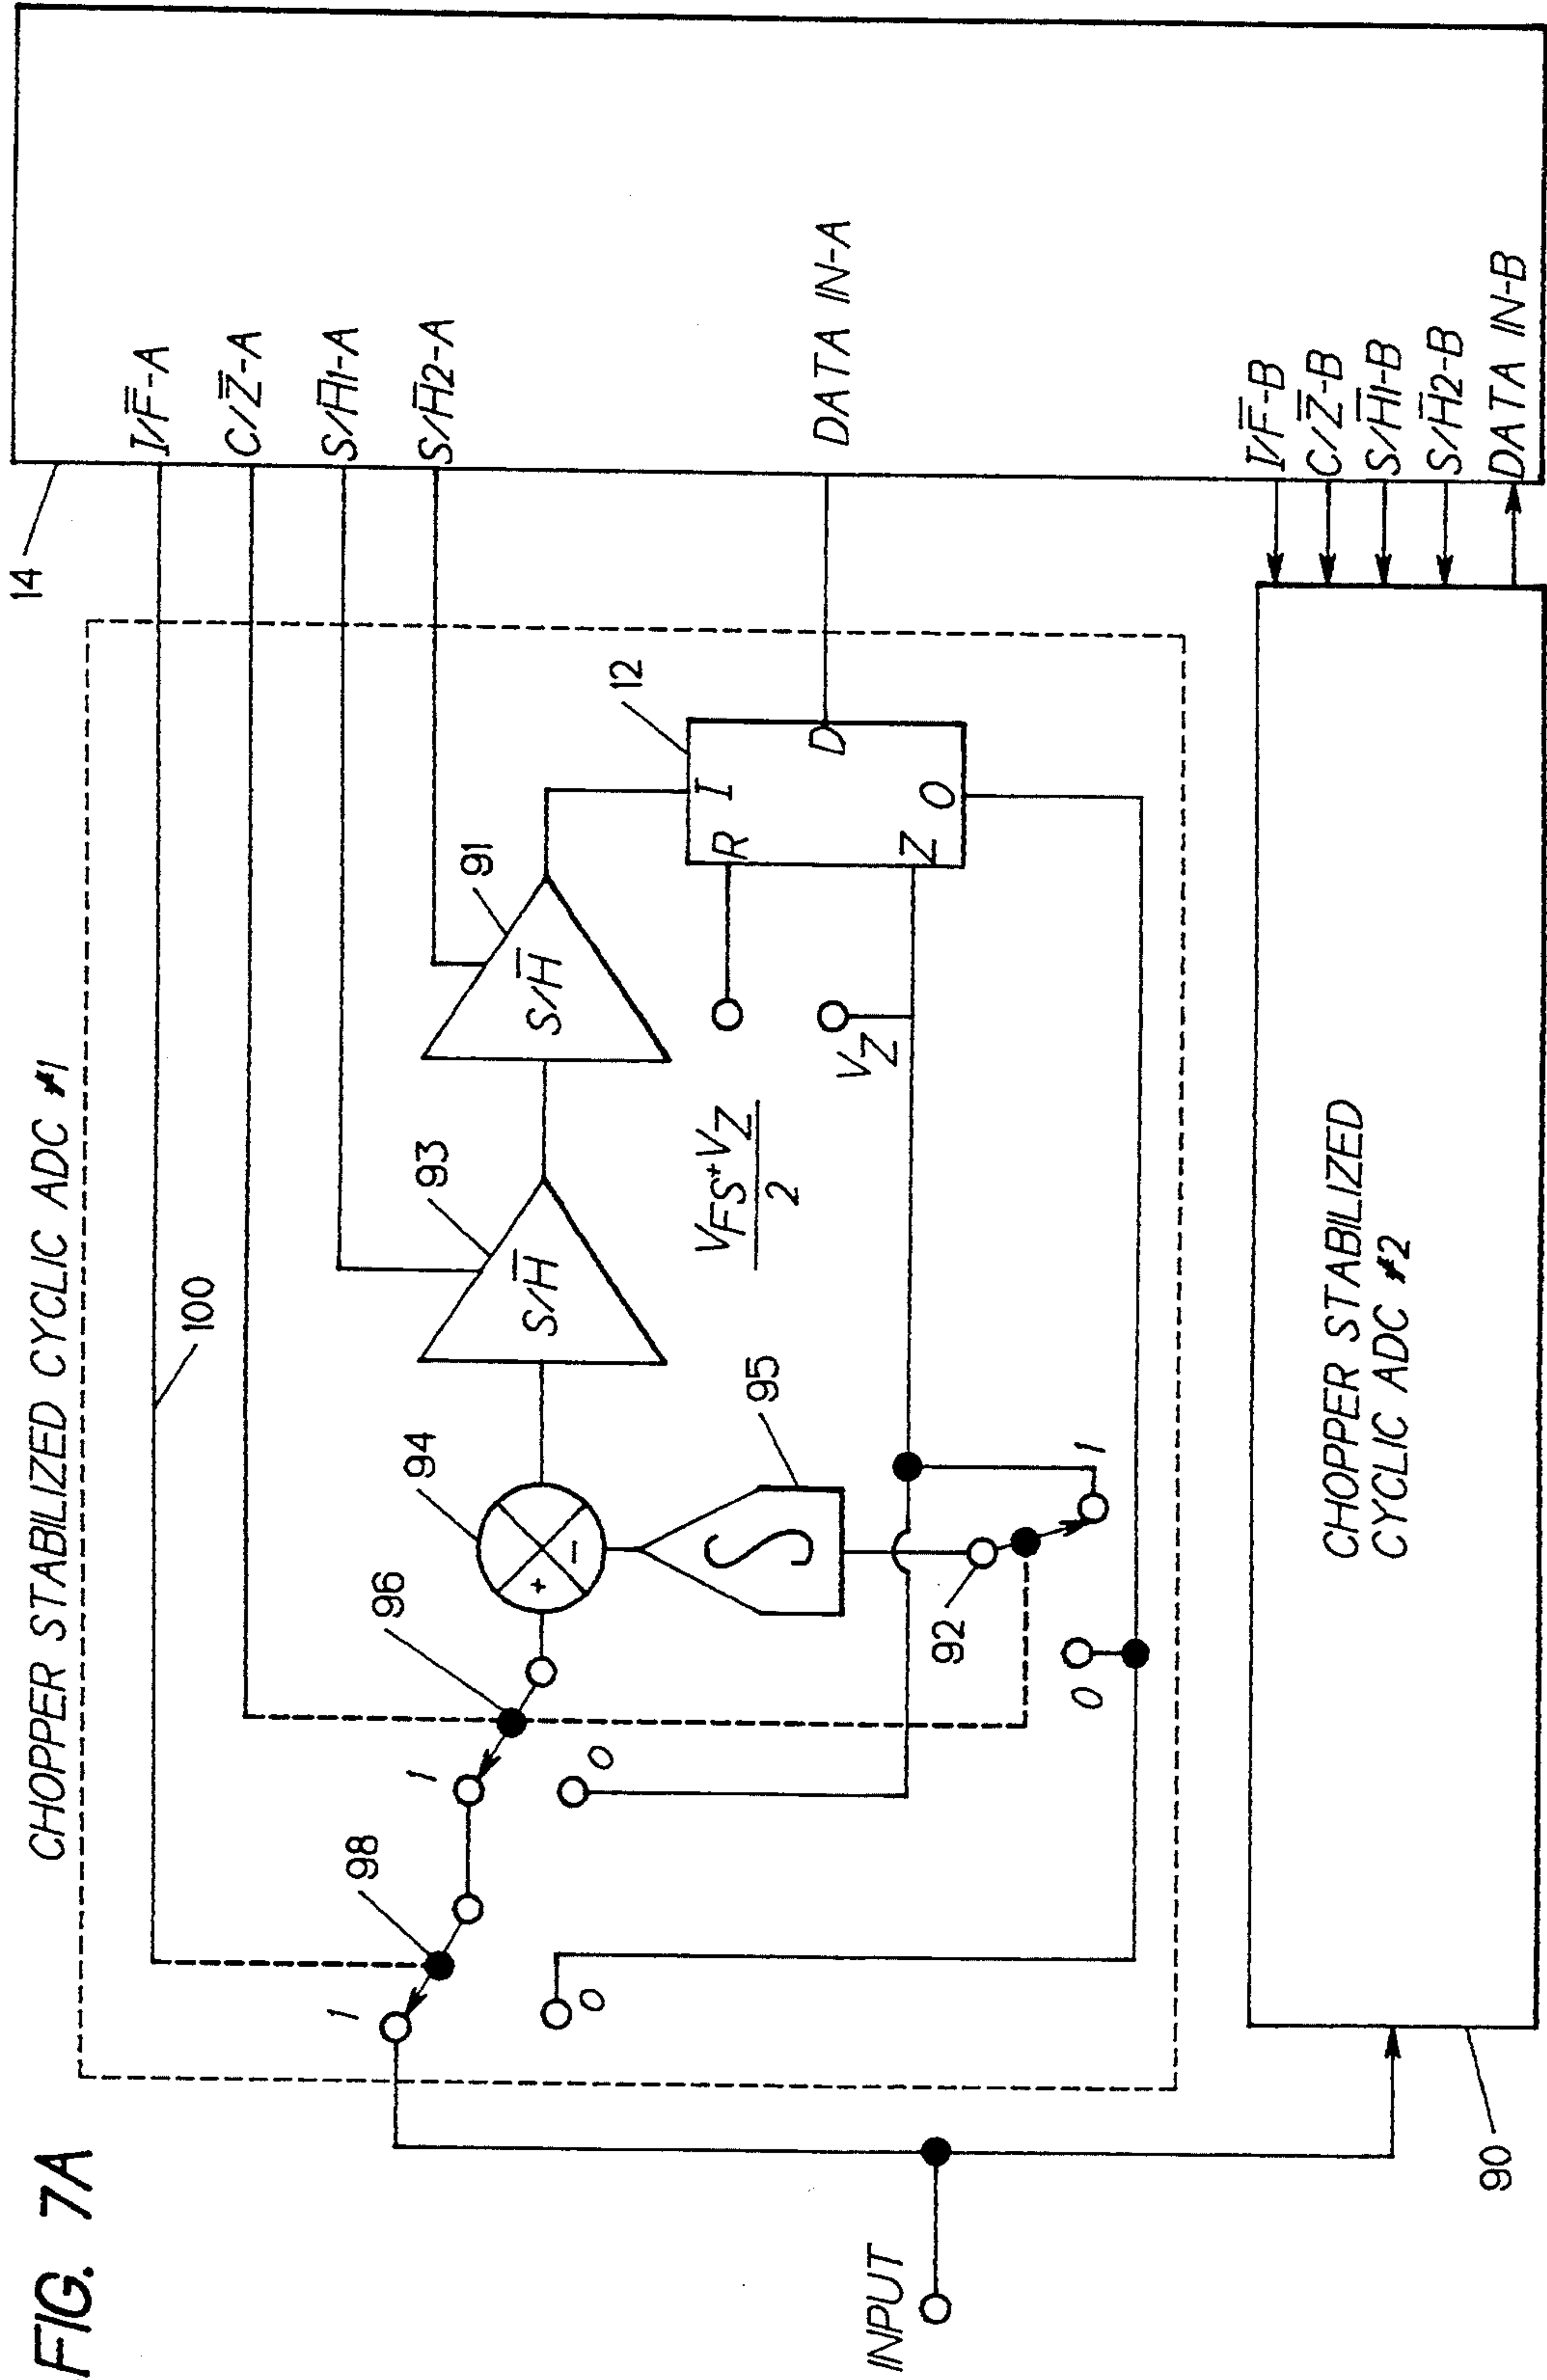 FIG. 7A
CHOPPER STABILIZED CYCLIC ADC #1
14
I/F̅-A
C/Z̅-A
S/H̅1-A
S/H̅2-A
DATA IN-A
100
98
1
0
96
1
0
94
+
−
93
S/H̅
91
S/H̅
95
S
92
1
0
12
R
I
D
Z
O
VFS+VZ
2
VZ
INPUT
90
CHOPPER STABILIZED
CYCLIC ADC #2
I/F̅-B
C/Z̅-B
S/H̅1-B
S/H̅2-B
DATA IN-B